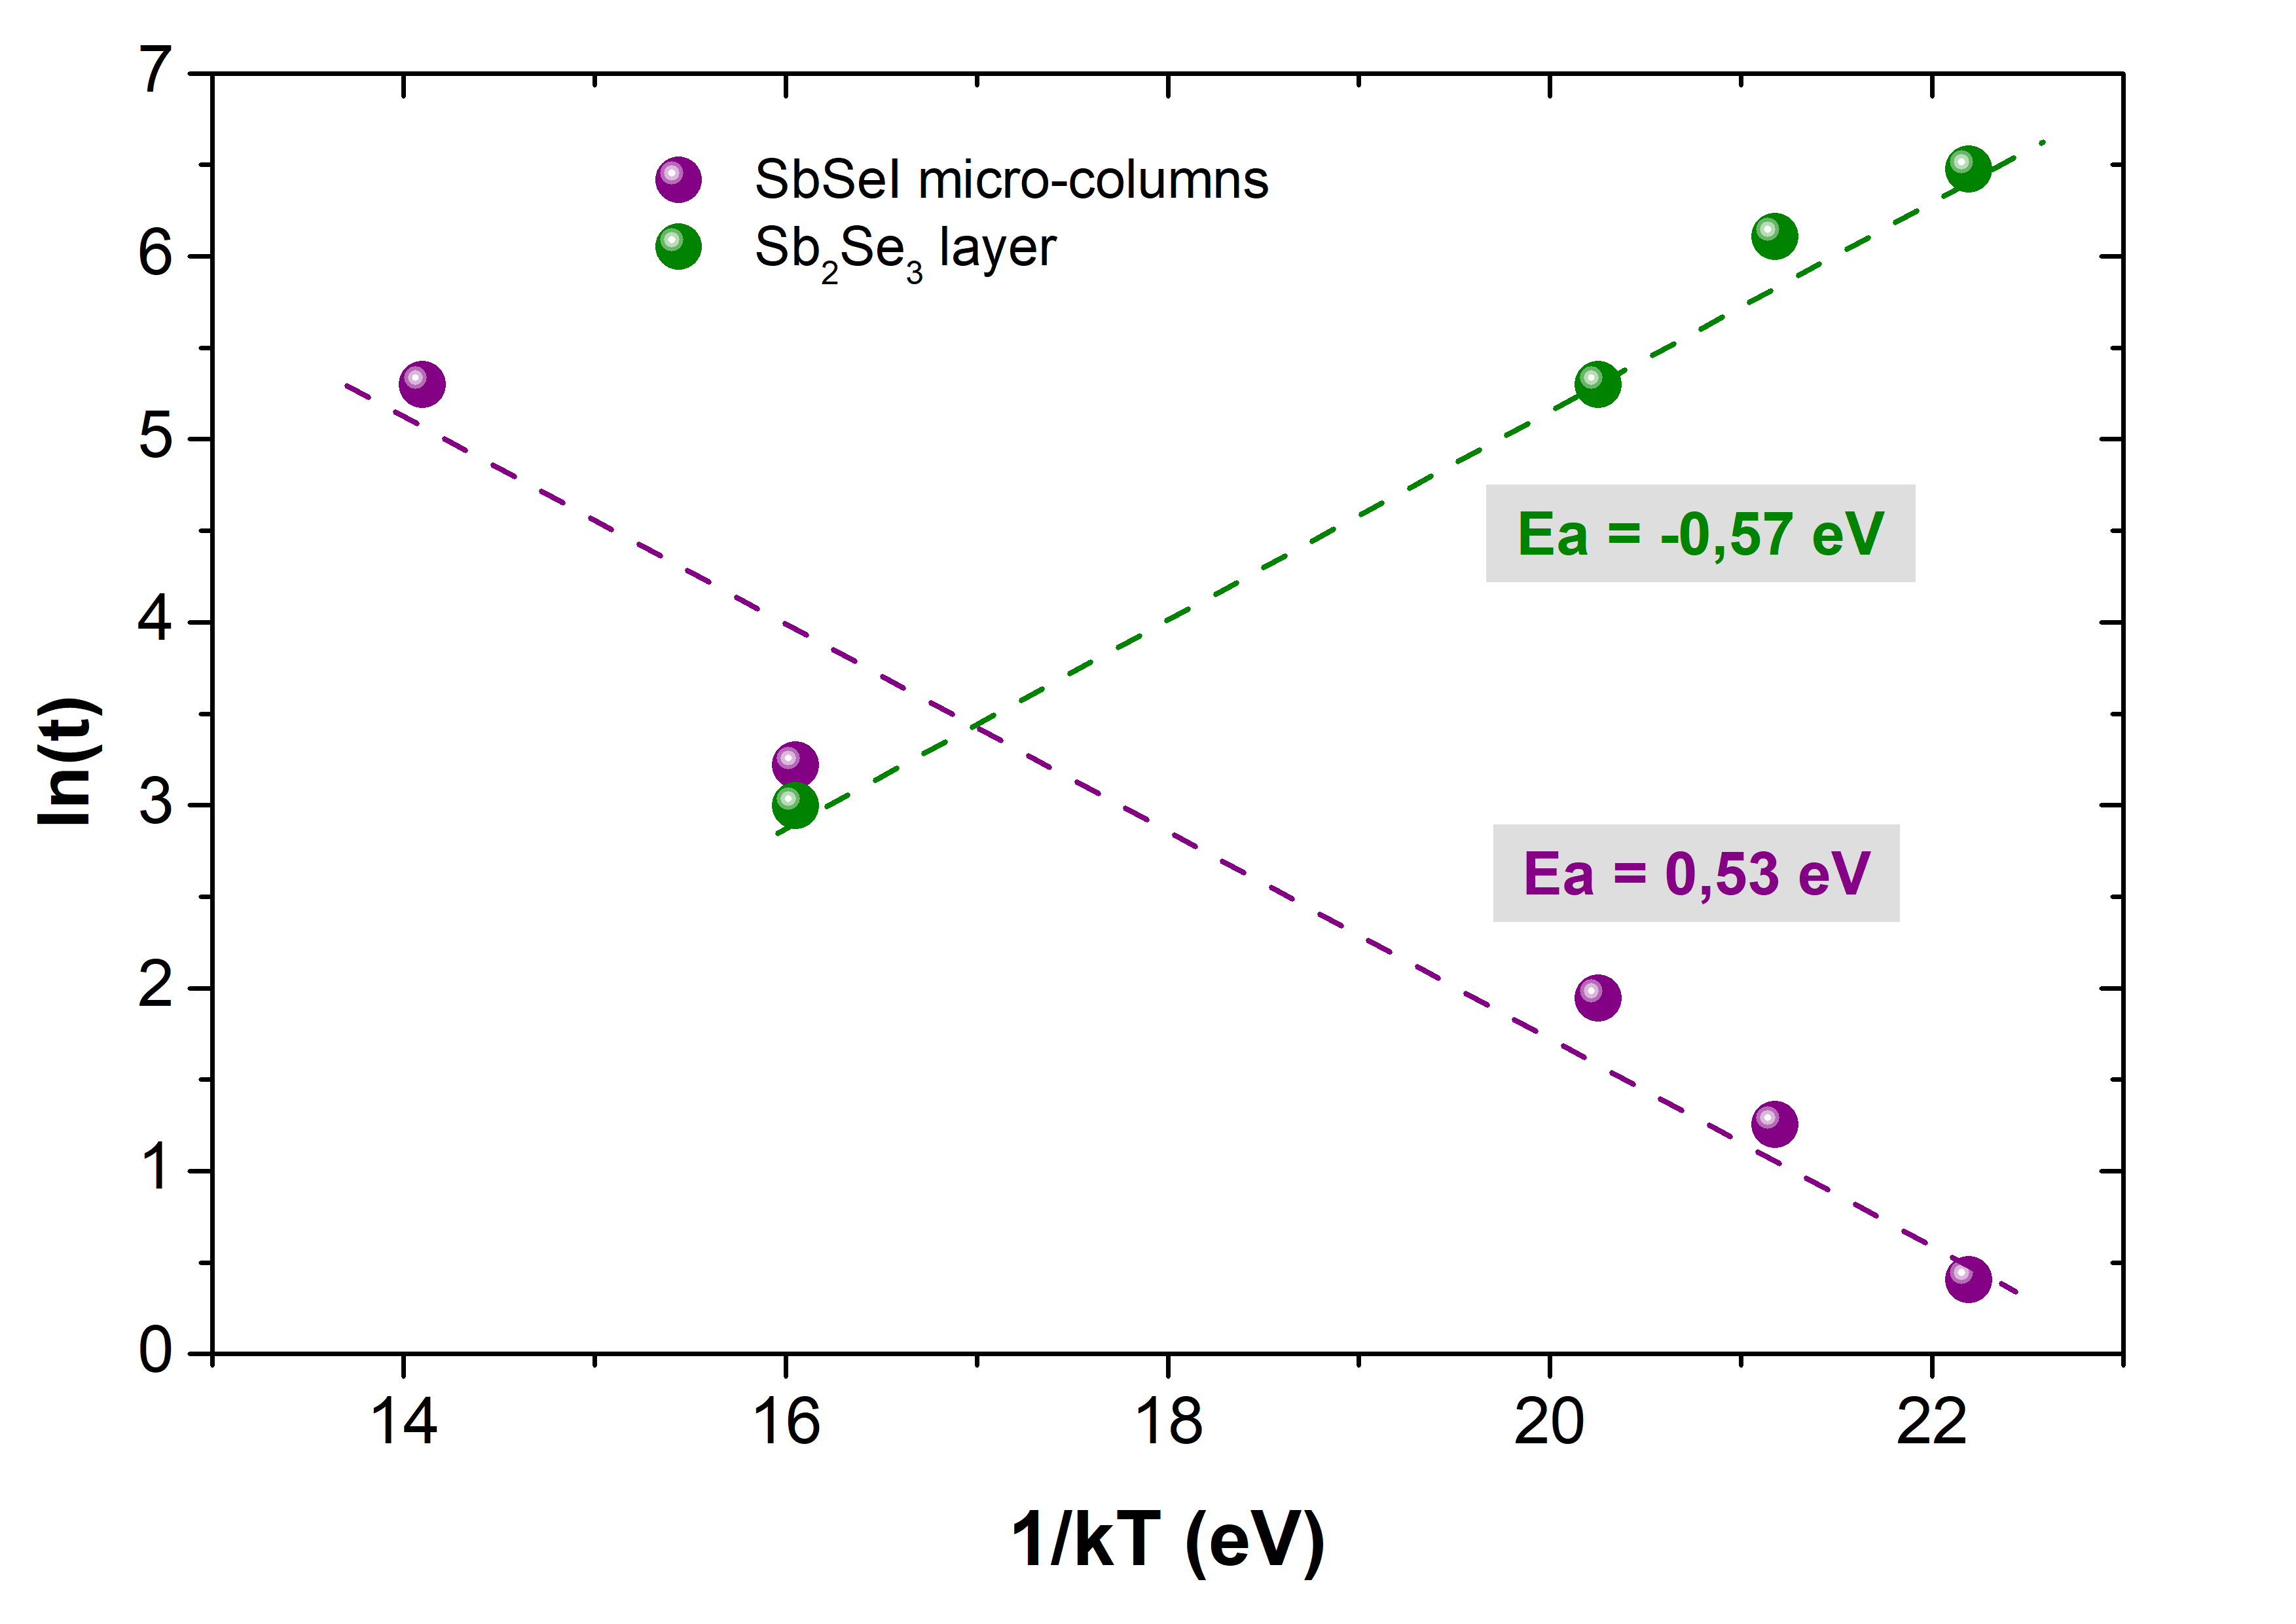 SbSeI micro-columns
Sb₂Se₃ layer
Ea = -0,57 eV
Ea = 0,53 eV
ln(t)
7
6
5
4
3
2
1
0
14 16 18 20 22
1/kT (eV)